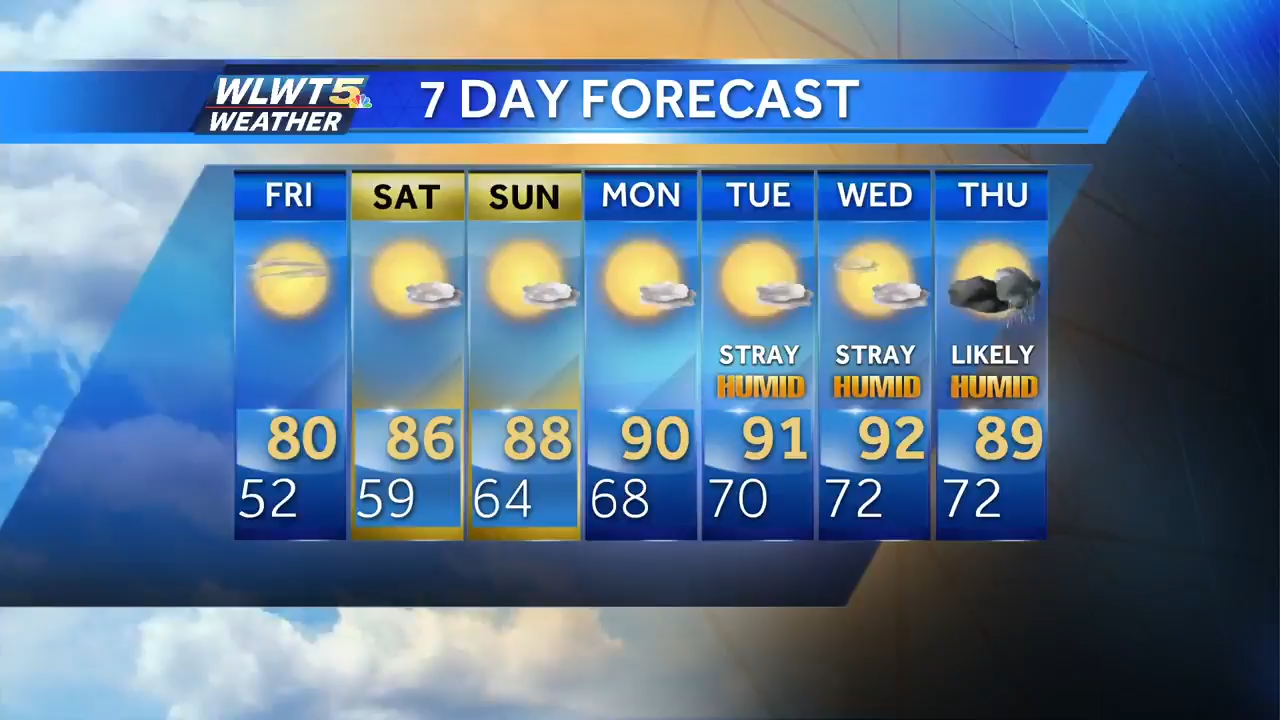 WLWT5
WEATHER
7 DAY FORECAST
FRI SAT SUN MON TUE WED THU
STRAY STRAY LIKELY
HUMID HUMID HUMID
80 86 88 90 91 92 89
52 59 64 68 70 72 72